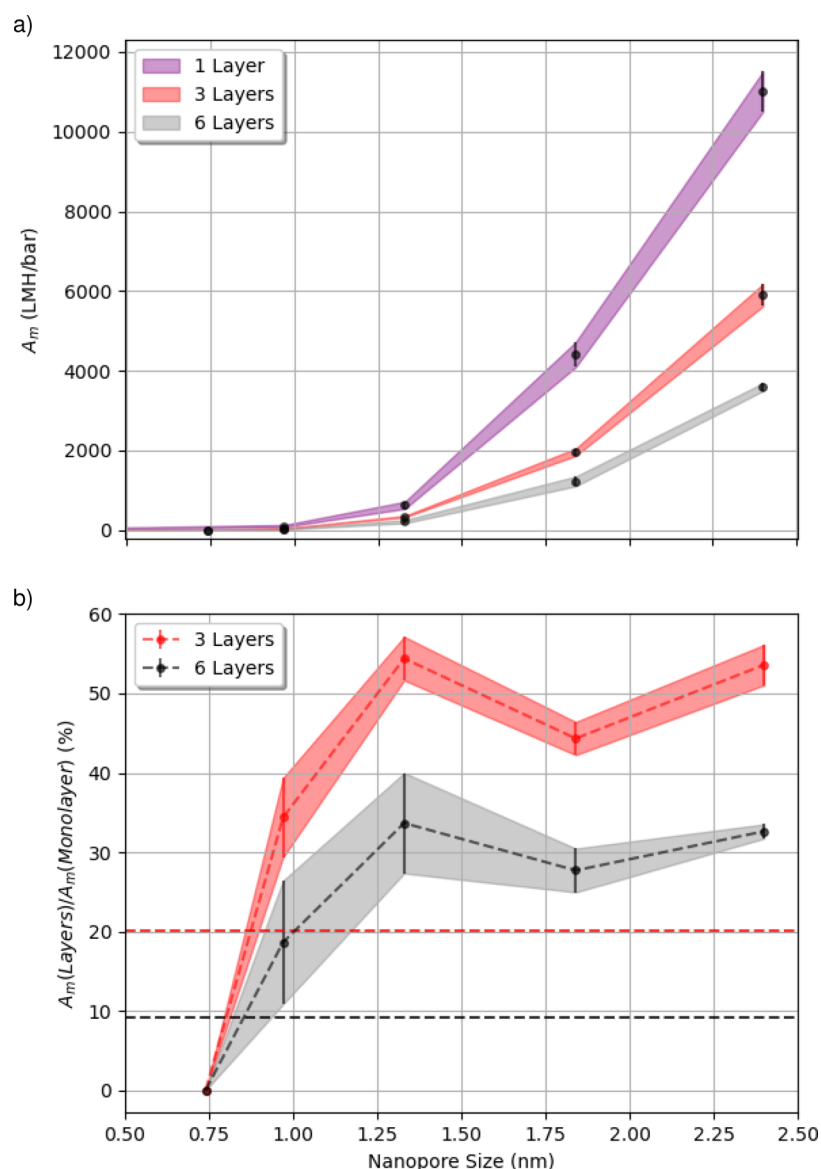 a)
12000
10000
8000
6000
4000
2000
0
A_m (LMH/bar)
1 Layer
3 Layers
6 Layers
b)
60
50
40
30
20
10
0
A_m(Layers)/A_m(Monolayer) (%)
3 Layers
6 Layers
0.50 0.75 1.00 1.25 1.50 1.75 2.00 2.25 2.50
Nanopore Size (nm)